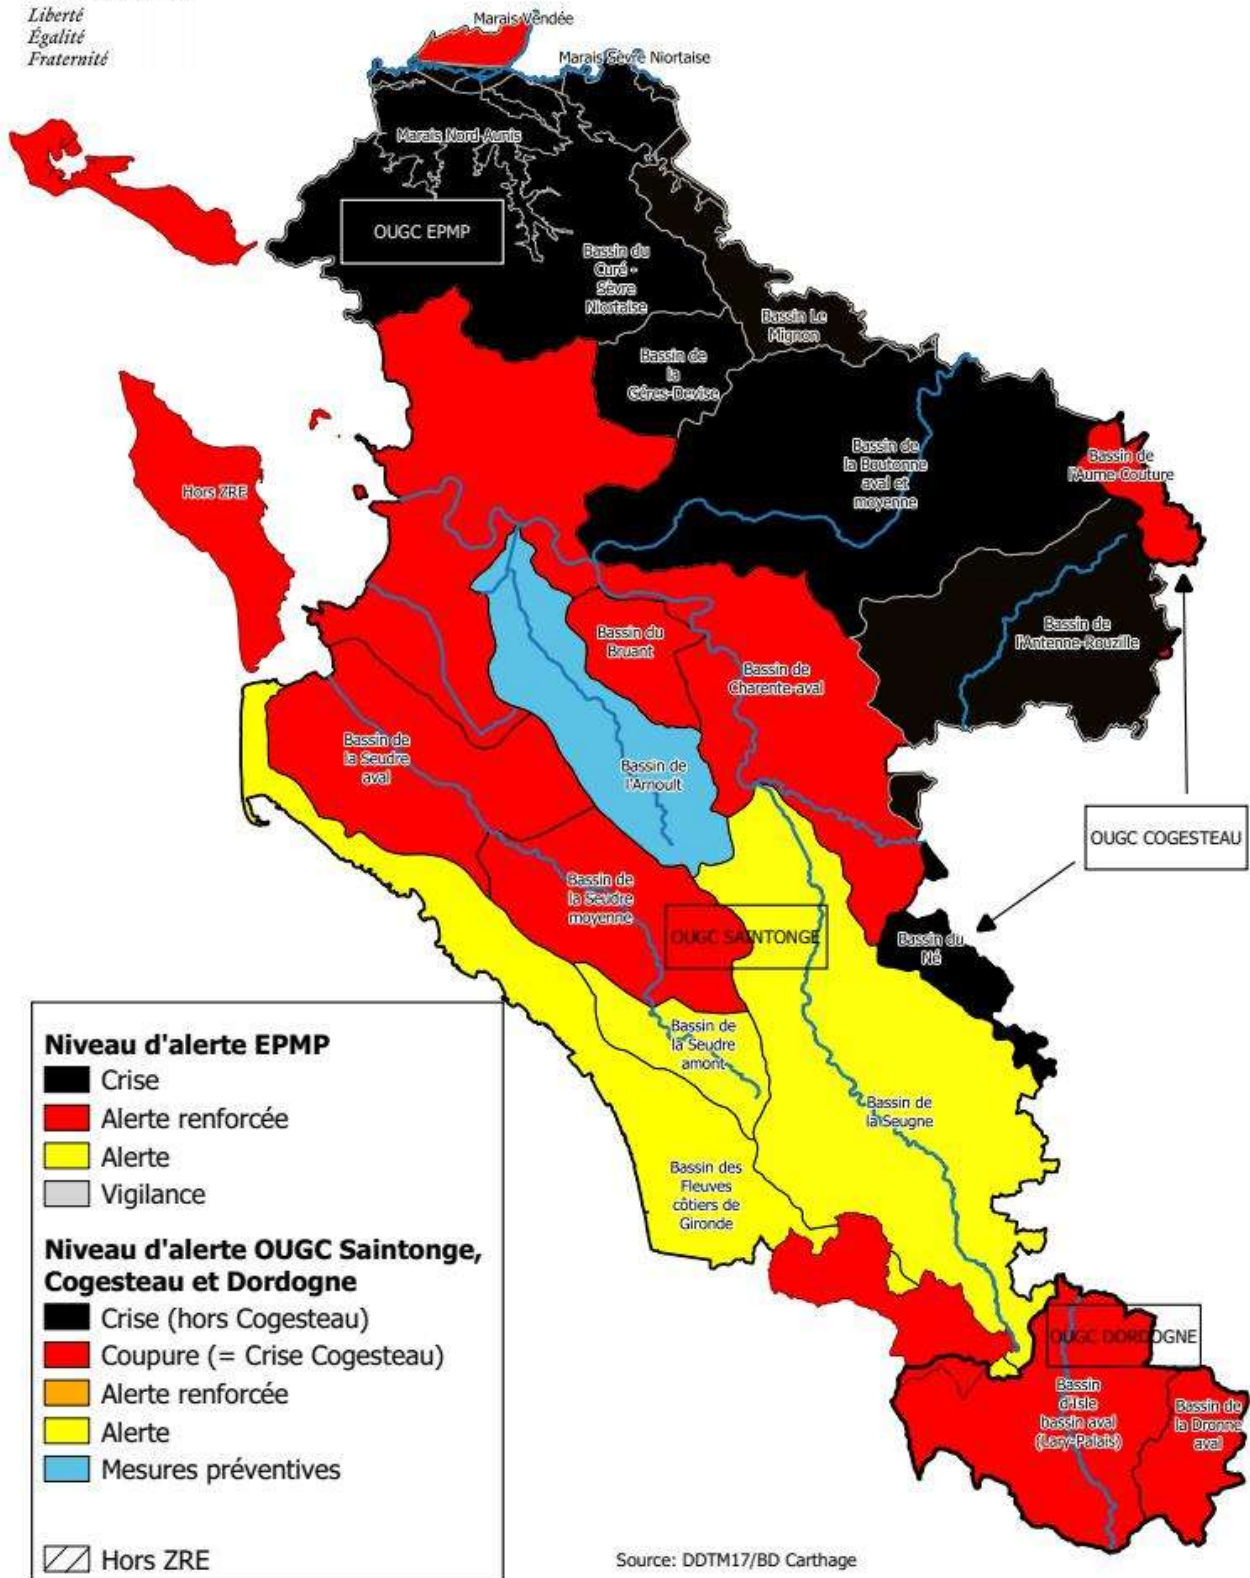 Liberté
Égalité
Fraternité
Marais Vendée
Marais Sèvre Niortaise
Marais Nord-Aunis
OUGC EPMP
Bassin du
Curé -
Sèvre
Niortaise
Bassin Le
Mignon
Bassin de
la
Gères-Devise
Bassin de
la Boutonne
aval et
moyenne
Bassin de
l'Aume-Couture
Hors ZRE
Bassin de
l'Antenne-Rouzille
Bassin du
Bruant
Bassin de
Charente-aval
Bassin de
la Seudre
aval
Bassin de
l'Arnoult
OUGC COGESTEAU
Bassin de
la Seudre
moyenne
OUGC SAINTONGE
Bassin du
Né
Bassin de
la Seudre
amont
Bassin de
la Seugne
Bassin des
Fleuves
côtiers de
Gironde
OUGC DORDOGNE
Bassin
d'Isle
bassin aval
(Lary-Palais)
Bassin de
la Dronne
aval
Niveau d'alerte EPMP
Crise
Alerte renforcée
Alerte
Vigilance
Niveau d'alerte OUGC Saintonge,
Cogesteau et Dordogne
Crise (hors Cogesteau)
Coupure (= Crise Cogesteau)
Alerte renforcée
Alerte
Mesures préventives
Hors ZRE
Source: DDTM17/BD Carthage